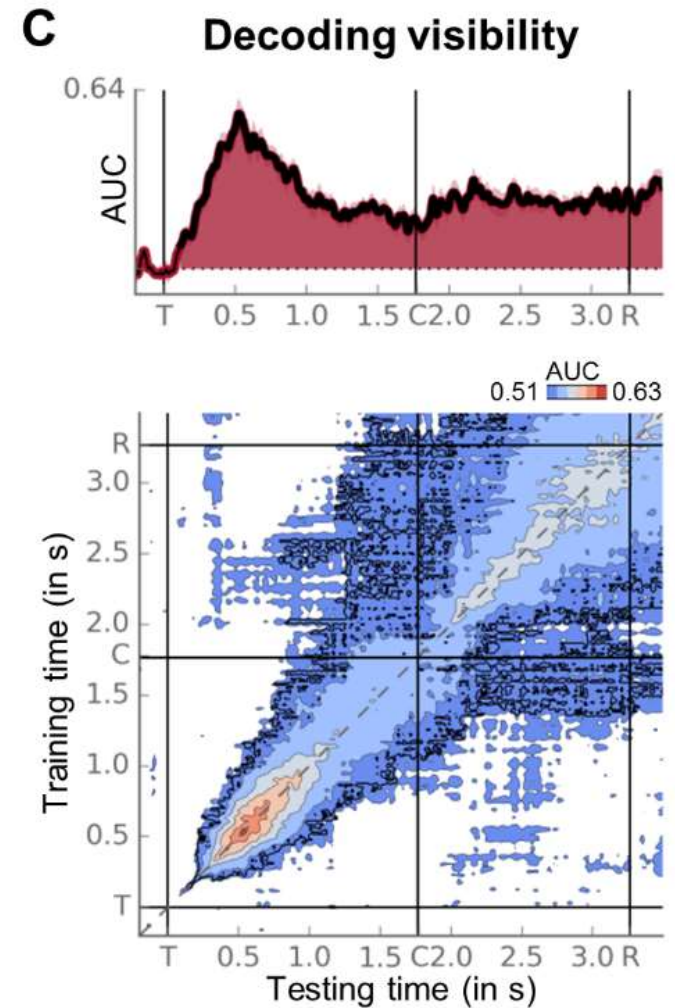 C
Decoding visibility
0.64
AUC
T 0.5 1.0 1.5 C 2.0 2.5 3.0 R
AUC
0.51 0.63
R
3.0
2.5
2.0
C
1.5
1.0
0.5
T
Training time (in s)
T 0.5 1.0 1.5 C 2.0 2.5 3.0 R
Testing time (in s)